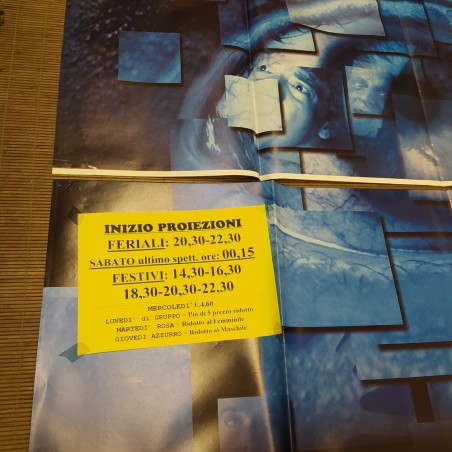 INIZIO PROIEZIONI
FERIALI: 20,30-22,30
SABATO ultimo spett. ore: 00,15
FESTIVI: 14,30-16,30
18,30-20,30-22,30
MERCOLEDI' €.4,60
LUNEDI' di GRUPPO - Piu di 5 prezzo ridotto
MARTEDI' ROSA - Ridotto al Femminile
GIOVEDI AZZURRO - Ridotto al Maschile